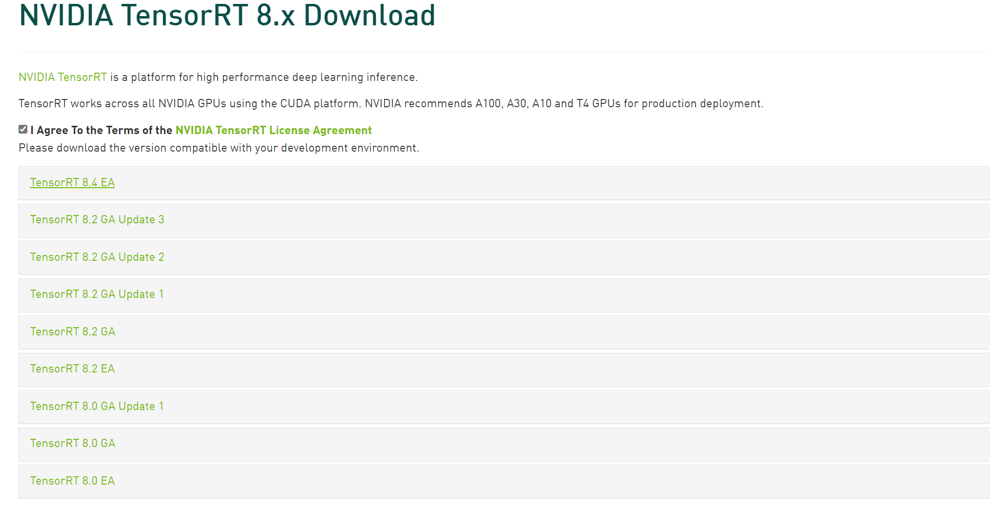 NVIDIA TensorRT 8.x Download
NVIDIA TensorRT is a platform for high performance deep learning inference.
TensorRT works across all NVIDIA GPUs using the CUDA platform. NVIDIA recommends A100, A30, A10 and T4 GPUs for production deployment.
I Agree To the Terms of the NVIDIA TensorRT License Agreement
Please download the version compatible with your development environment.
TensorRT 8.4 EA
TensorRT 8.2 GA Update 3
TensorRT 8.2 GA Update 2
TensorRT 8.2 GA Update 1
TensorRT 8.2 GA
TensorRT 8.2 EA
TensorRT 8.0 GA Update 1
TensorRT 8.0 GA
TensorRT 8.0 EA